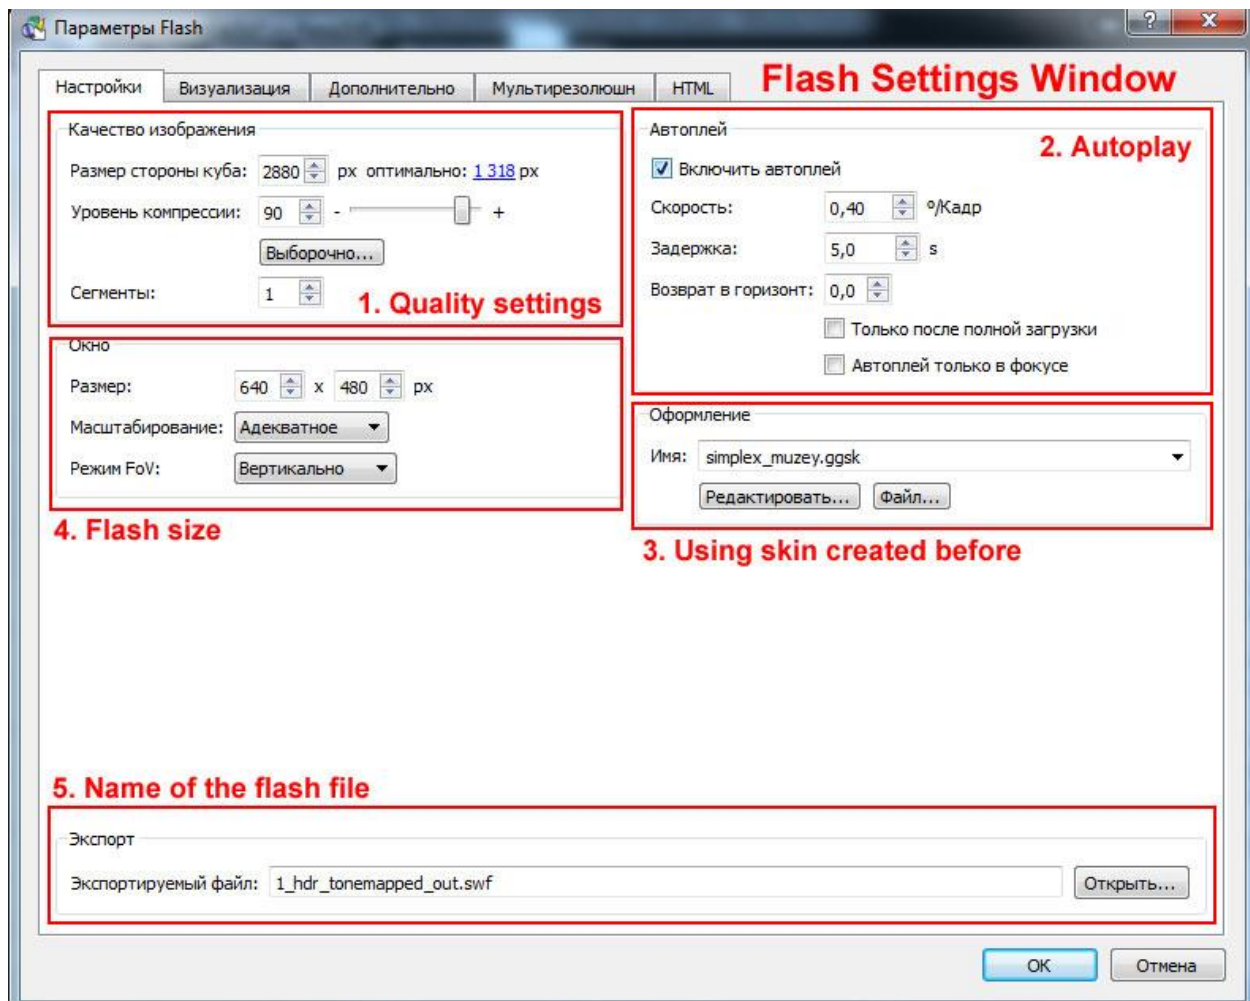 Параметры Flash
Flash Settings Window
Настройки Визуализация Дополнительно Мультирезолюшн HTML
Качество изображения
Размер стороны куба: 2880 px оптимально: 1 318 px
Уровень компрессии: 90 - +
Выборочно...
Сегменты: 1
1. Quality settings
Автоплей
2. Autoplay
Включить автоплей
Скорость: 0,40 º/Кадр
Задержка: 5,0 s
Возврат в горизонт: 0,0
Только после полной загрузки
Автоплей только в фокусе
Окно
Размер: 640 x 480 px
Масштабирование: Адекватное
Режим FoV: Вертикально
4. Flash size
Оформление
Имя: simplex_muzey.ggsk
Редактировать... Файл...
3. Using skin created before
5. Name of the flash file
Экспорт
Экспортируемый файл: 1_hdr_tonemapped_out.swf Открыть...
OK Отмена